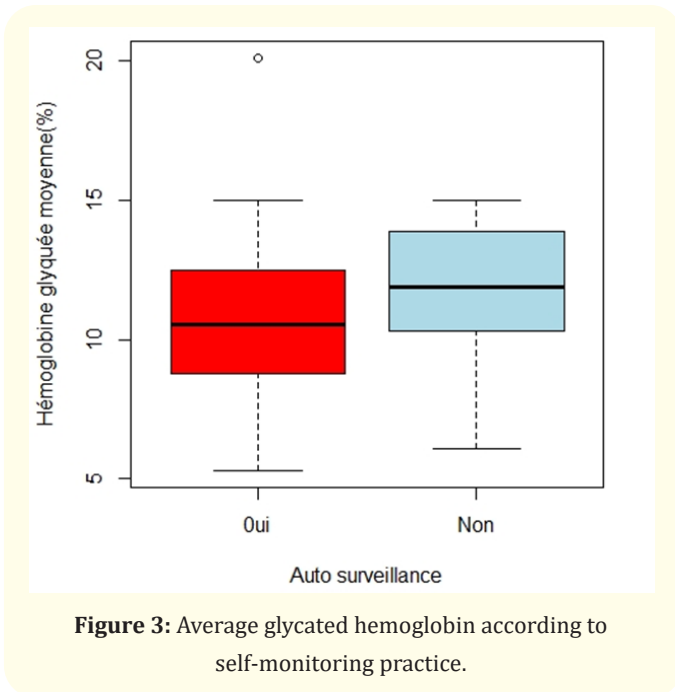 Hémoglobine glyquée moyenne(%)
20
15
10
5
0ui
Non
Auto surveillance
Figure 3: Average glycated hemoglobin according to
self-monitoring practice.